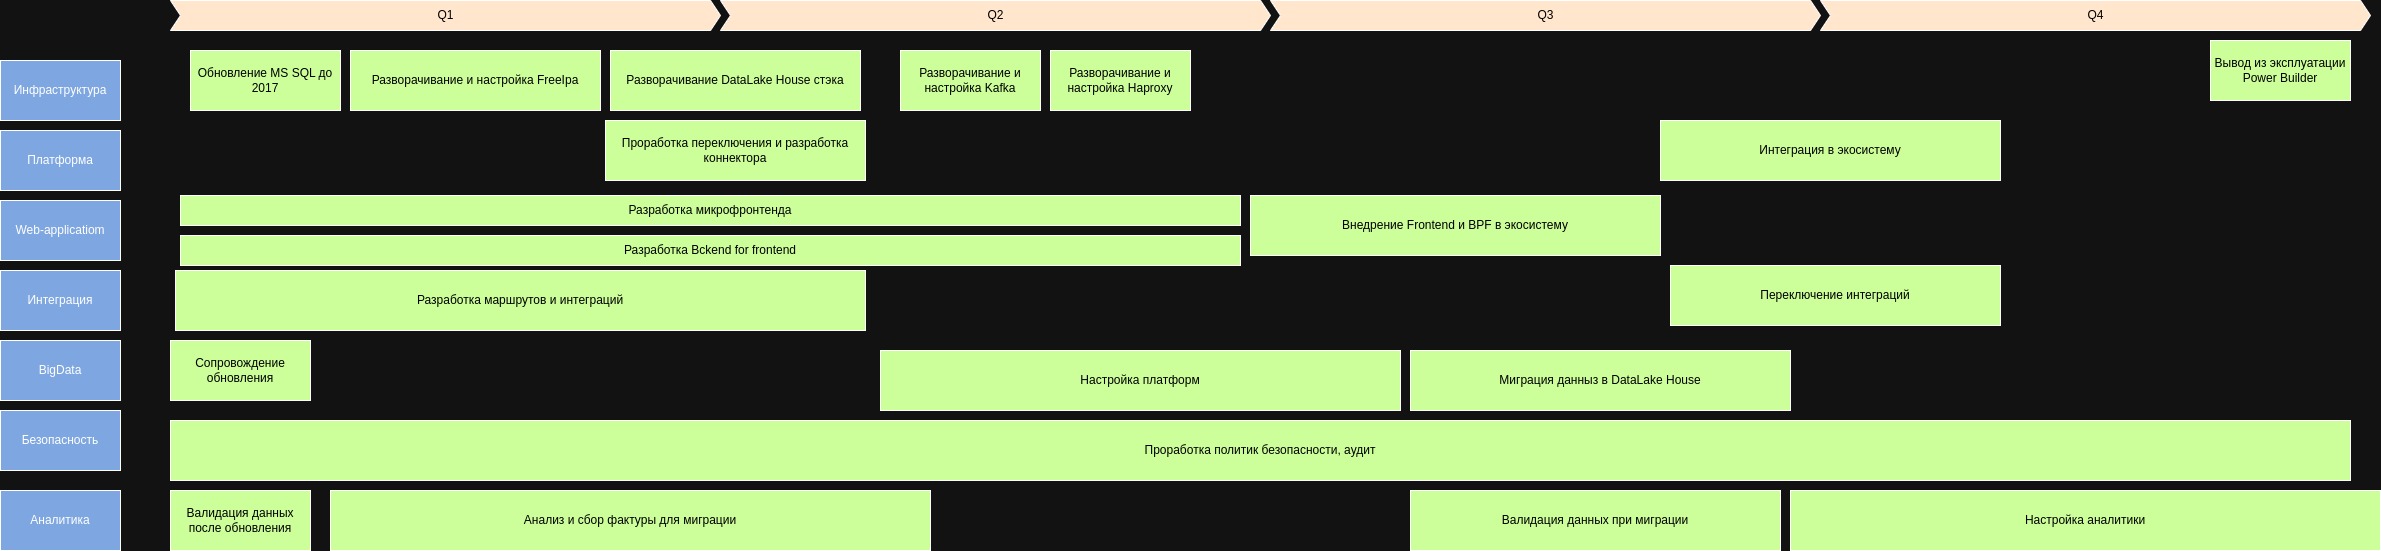 Q1
Q2
Q3
Q4
Инфраструктура
Обновление MS SQL до
2017
Разворачивание и настройка FreeIpa
Разворачивание DataLake House стэка
Разворачивание и
настройка Kafka
Разворачивание и
настройка Haproxy
Вывод из эксплуатации
Power Builder
Платформа
Проработка переключения и разработка
коннектора
Интеграция в экосистему
Web-applicatiom
Разработка микрофронтенда
Разработка Bckend for frontend
Внедрение Frontend и BPF в экосистему
Интеграция
Разработка маршрутов и интеграций
Переключение интеграций
BigData
Сопровождение
обновления
Настройка платформ
Миграция данныз в DataLake House
Безопасность
Проработка политик безопасности, аудит
Аналитика
Валидация данных
после обновления
Анализ и сбор фактуры для миграции
Валидация данных при миграции
Настройка аналитики